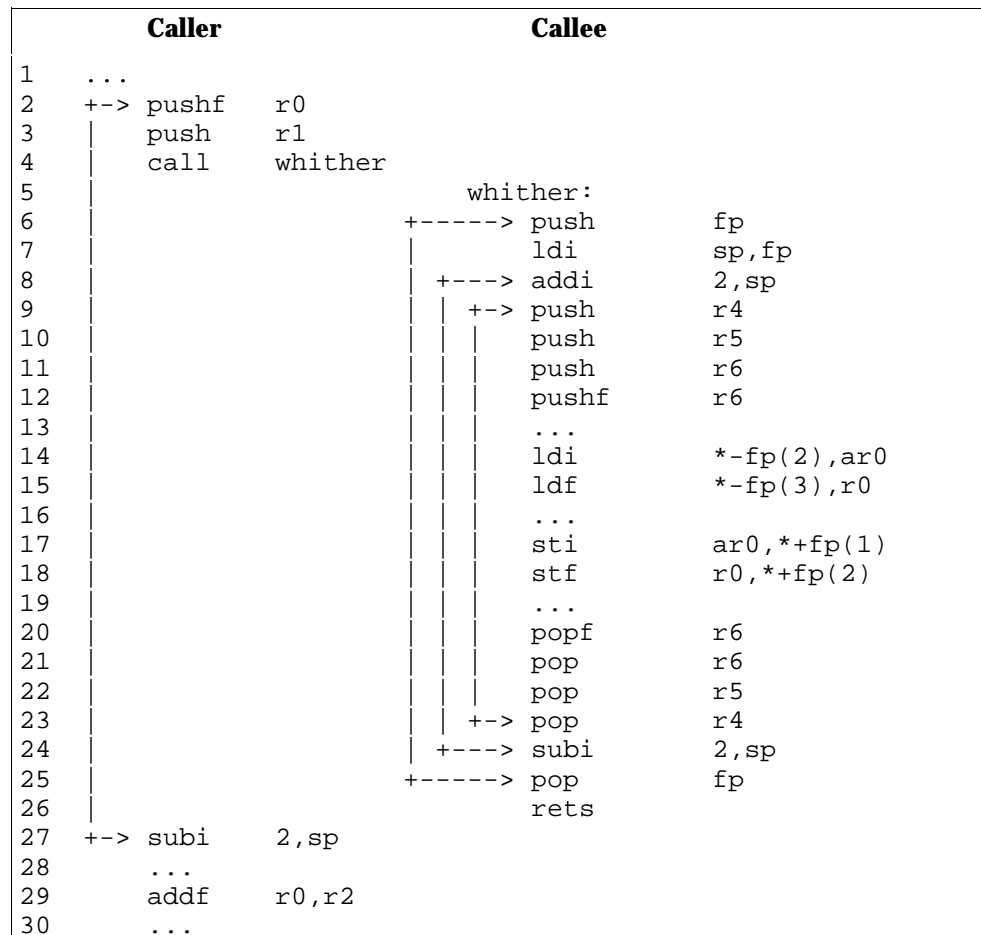 Caller Callee
1 ...
2 +-> pushf r0
3 | push r1
4 | call whither
5 | whither:
6 | +-----> push fp
7 | | ldi sp,fp
8 | | +---> addi 2,sp
9 | | | +-> push r4
10 | | | | push r5
11 | | | | push r6
12 | | | | pushf r6
13 | | | | ...
14 | | | | ldi *-fp(2),ar0
15 | | | | ldf *-fp(3),r0
16 | | | | ...
17 | | | | sti ar0,*+fp(1)
18 | | | | stf r0,*+fp(2)
19 | | | | ...
20 | | | | popf r6
21 | | | | pop r6
22 | | | | pop r5
23 | | | +-> pop r4
24 | | +---> subi 2,sp
25 | +-----> pop fp
26 | rets
27 +-> subi 2,sp
28 ...
29 addf r0,r2
30 ...